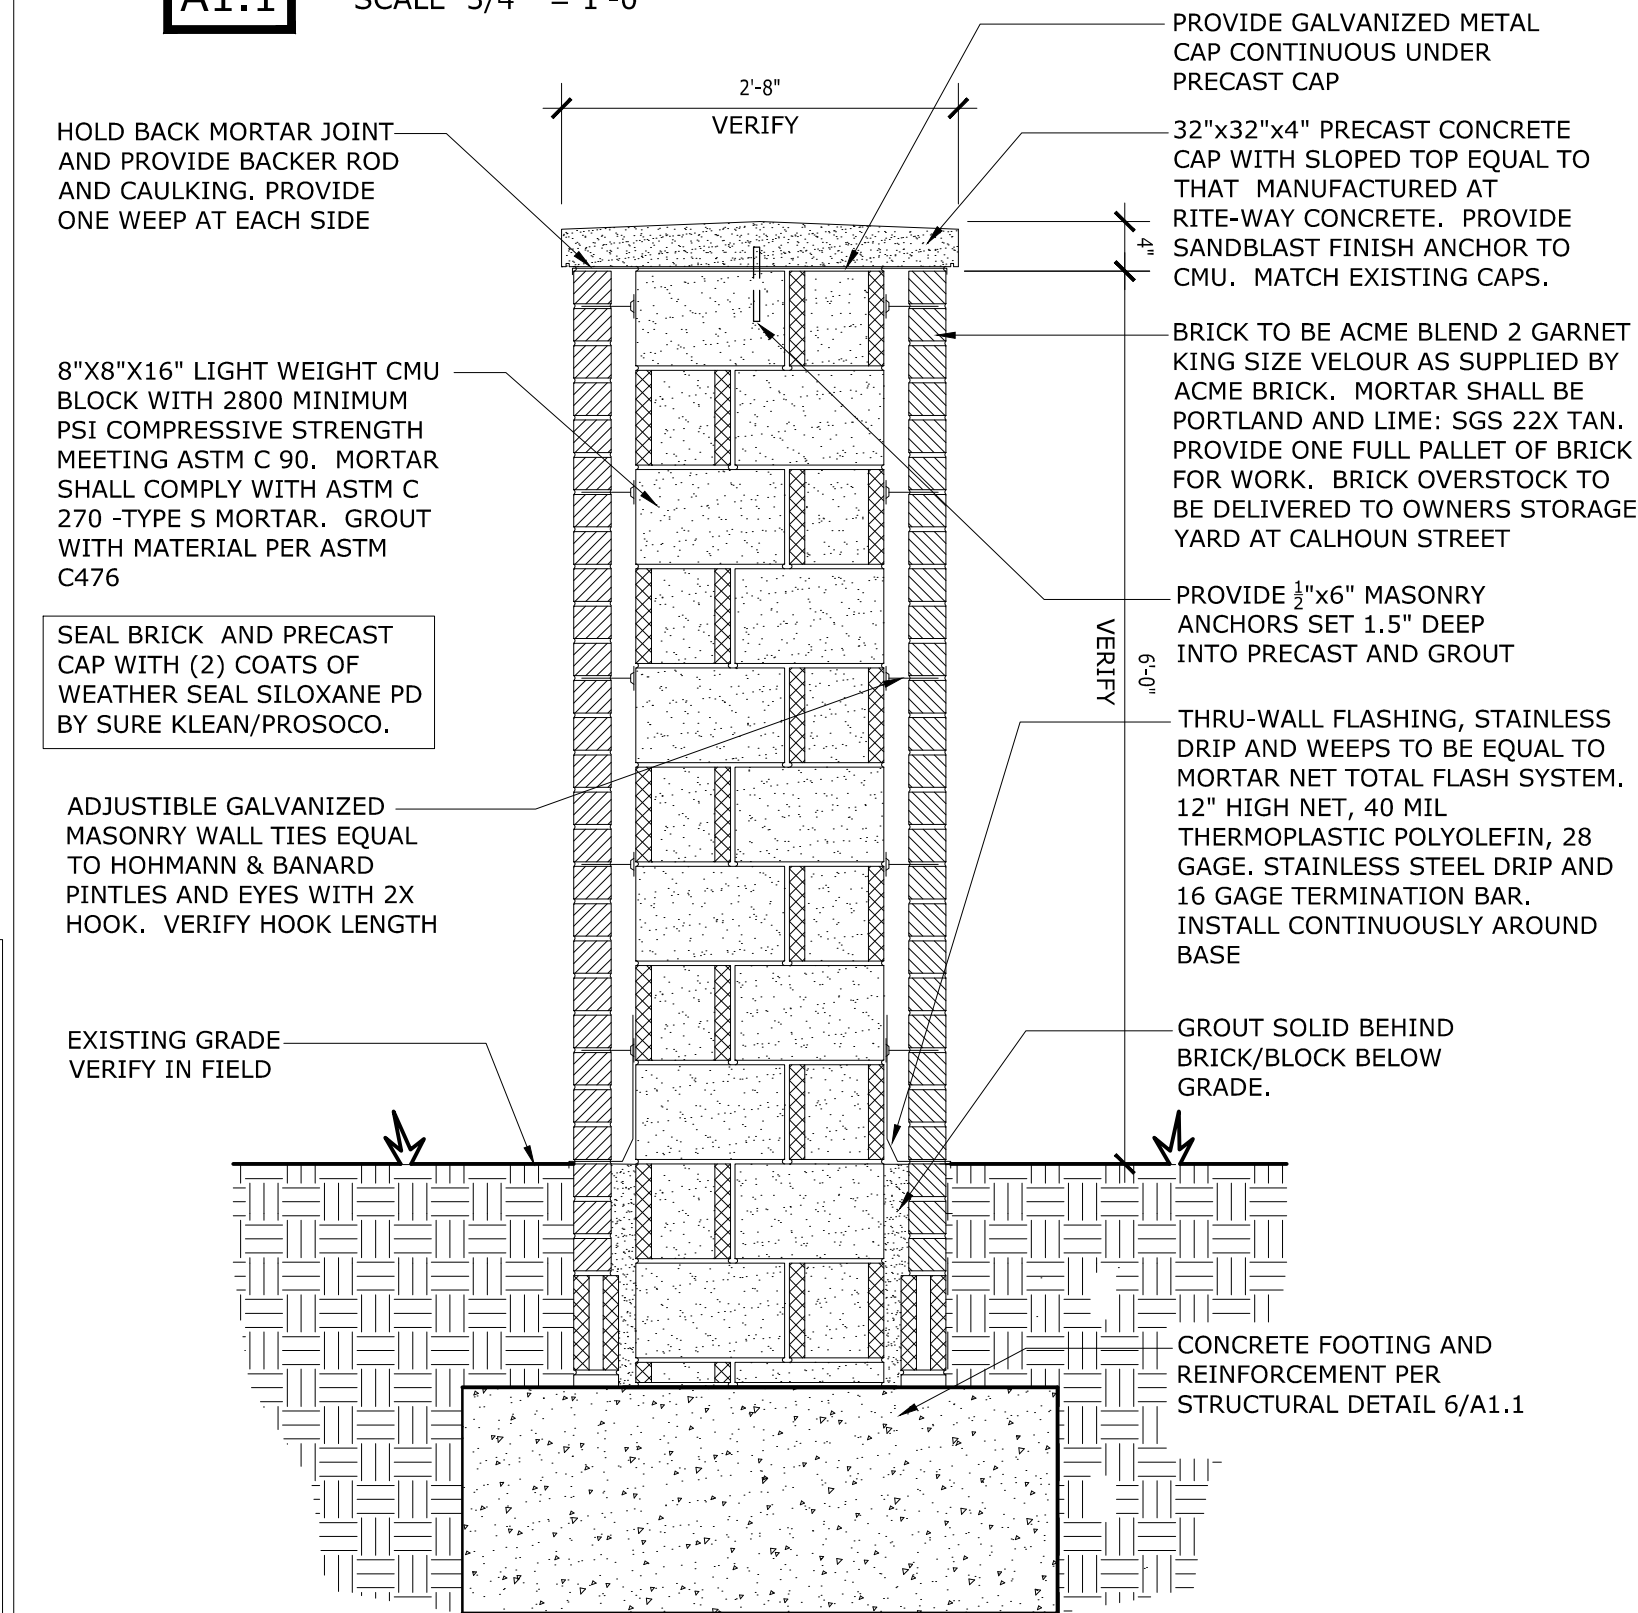 A1.1
SCALE 3/4" = 1'-0"
2'-8"
VERIFY
HOLD BACK MORTAR JOINT
AND PROVIDE BACKER ROD
AND CAULKING. PROVIDE
ONE WEEP AT EACH SIDE
8"X8"X16" LIGHT WEIGHT CMU
BLOCK WITH 2800 MINIMUM
PSI COMPRESSIVE STRENGTH
MEETING ASTM C 90. MORTAR
SHALL COMPLY WITH ASTM C
270 -TYPE S MORTAR. GROUT
WITH MATERIAL PER ASTM
C476
SEAL BRICK AND PRECAST
CAP WITH (2) COATS OF
WEATHER SEAL SILOXANE PD
BY SURE KLEAN/PROSOCO.
ADJUSTIBLE GALVANIZED
MASONRY WALL TIES EQUAL
TO HOHMANN & BANARD
PINTLES AND EYES WITH 2X
HOOK. VERIFY HOOK LENGTH
EXISTING GRADE
VERIFY IN FIELD
PROVIDE GALVANIZED METAL
CAP CONTINUOUS UNDER
PRECAST CAP
32"x32"x4" PRECAST CONCRETE
CAP WITH SLOPED TOP EQUAL TO
THAT MANUFACTURED AT
RITE-WAY CONCRETE. PROVIDE
SANDBLAST FINISH ANCHOR TO
CMU. MATCH EXISTING CAPS.
4"
BRICK TO BE ACME BLEND 2 GARNET
KING SIZE VELOUR AS SUPPLIED BY
ACME BRICK. MORTAR SHALL BE
PORTLAND AND LIME: SGS 22X TAN.
PROVIDE ONE FULL PALLET OF BRICK
FOR WORK. BRICK OVERSTOCK TO
BE DELIVERED TO OWNERS STORAGE
YARD AT CALHOUN STREET
PROVIDE ½"x6" MASONRY
ANCHORS SET 1.5" DEEP
INTO PRECAST AND GROUT
6'-0"
VERIFY
THRU-WALL FLASHING, STAINLESS
DRIP AND WEEPS TO BE EQUAL TO
MORTAR NET TOTAL FLASH SYSTEM.
12" HIGH NET, 40 MIL
THERMOPLASTIC POLYOLEFIN, 28
GAGE. STAINLESS STEEL DRIP AND
16 GAGE TERMINATION BAR.
INSTALL CONTINUOUSLY AROUND
BASE
GROUT SOLID BEHIND
BRICK/BLOCK BELOW
GRADE.
CONCRETE FOOTING AND
REINFORCEMENT PER
STRUCTURAL DETAIL 6/A1.1